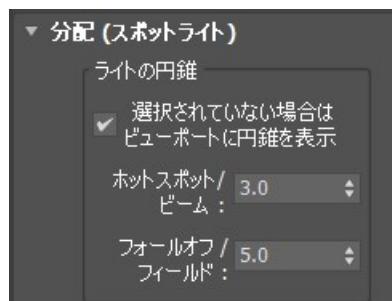 分配 (スポットライト)
ライトの円錐
選択されていない場合は
ビューポートに円錐を表示
ホットスポット/
ビーム :
3.0
フォールオフ /
フィールド :
5.0